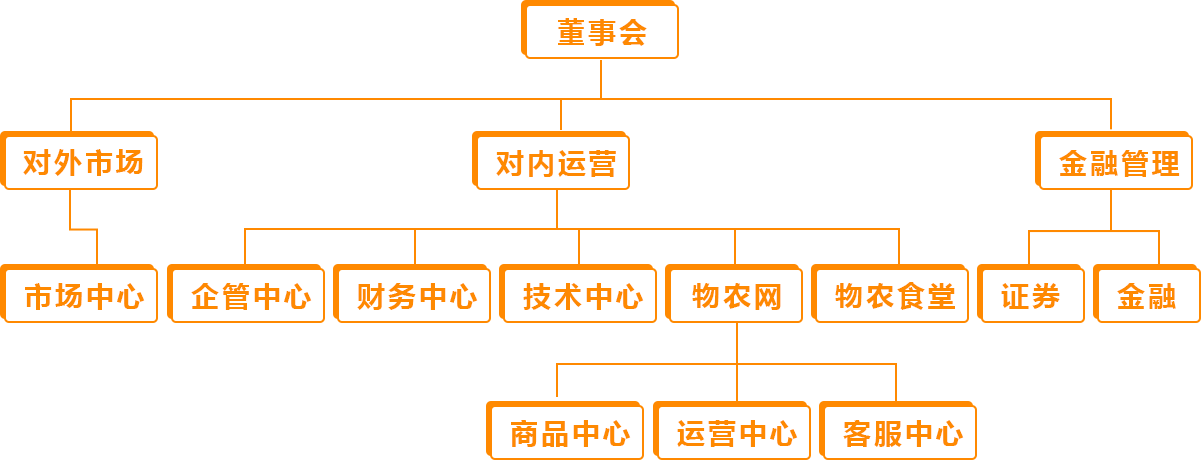 董事会
对外市场
对内运营
金融管理
市场中心
企管中心
财务中心
技术中心
物农网
物农食堂
证券
金融
商品中心
运营中心
客服中心